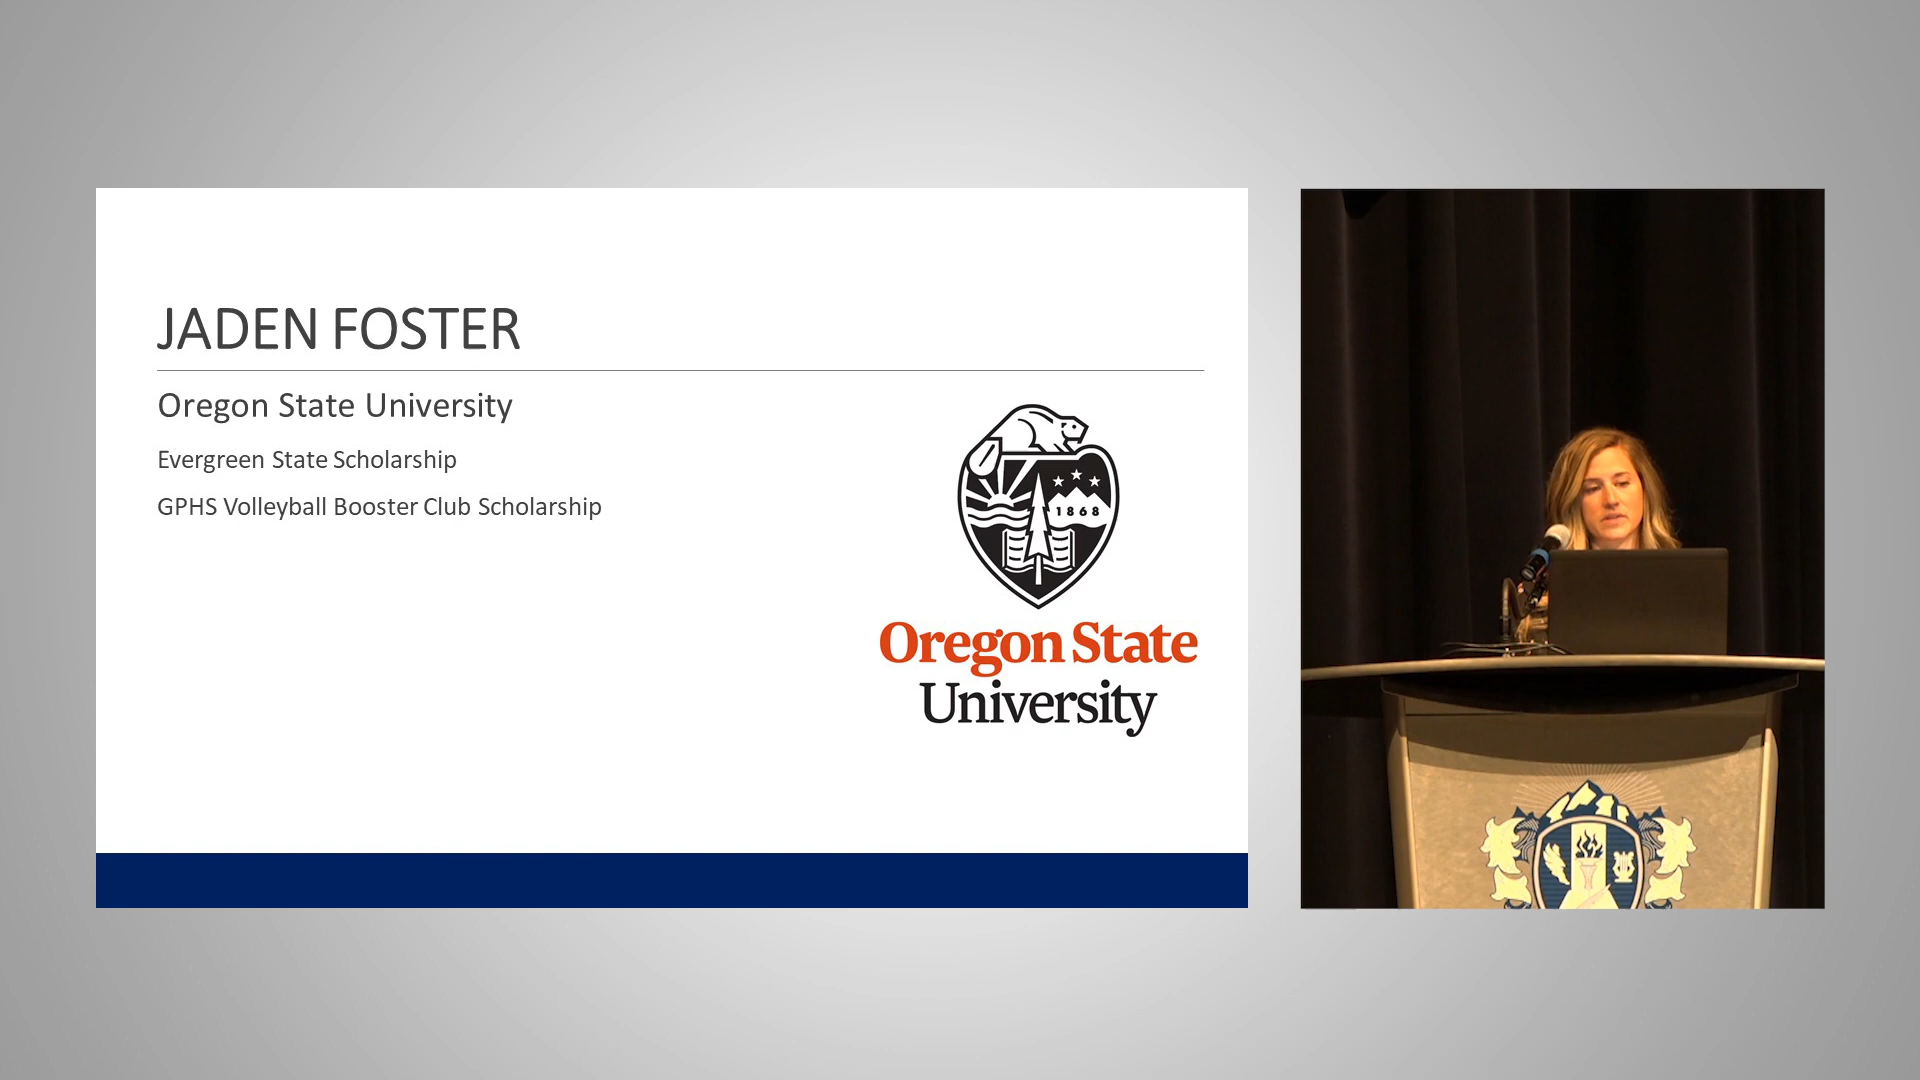 JADEN FOSTER
Oregon State University
Evergreen State Scholarship
GPHS Volleyball Booster Club Scholarship
1868
Oregon State
University